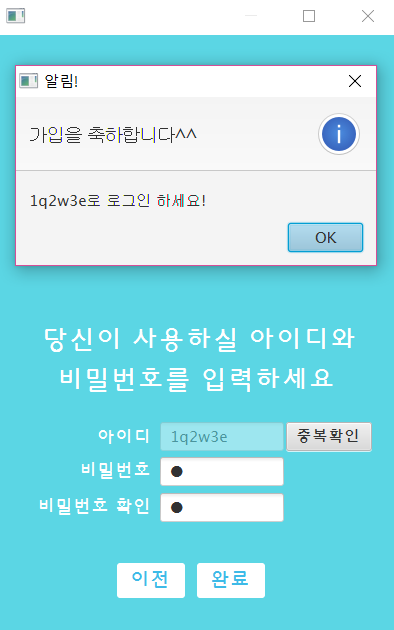 알림!
가입을 축하합니다^^
1q2w3e로 로그인 하세요!
OK
당신이 사용하실 아이디와
비밀번호를 입력하세요
아이디 1q2w3e 중복확인
비밀번호 ●
비밀번호 확인 ●
이전 완료